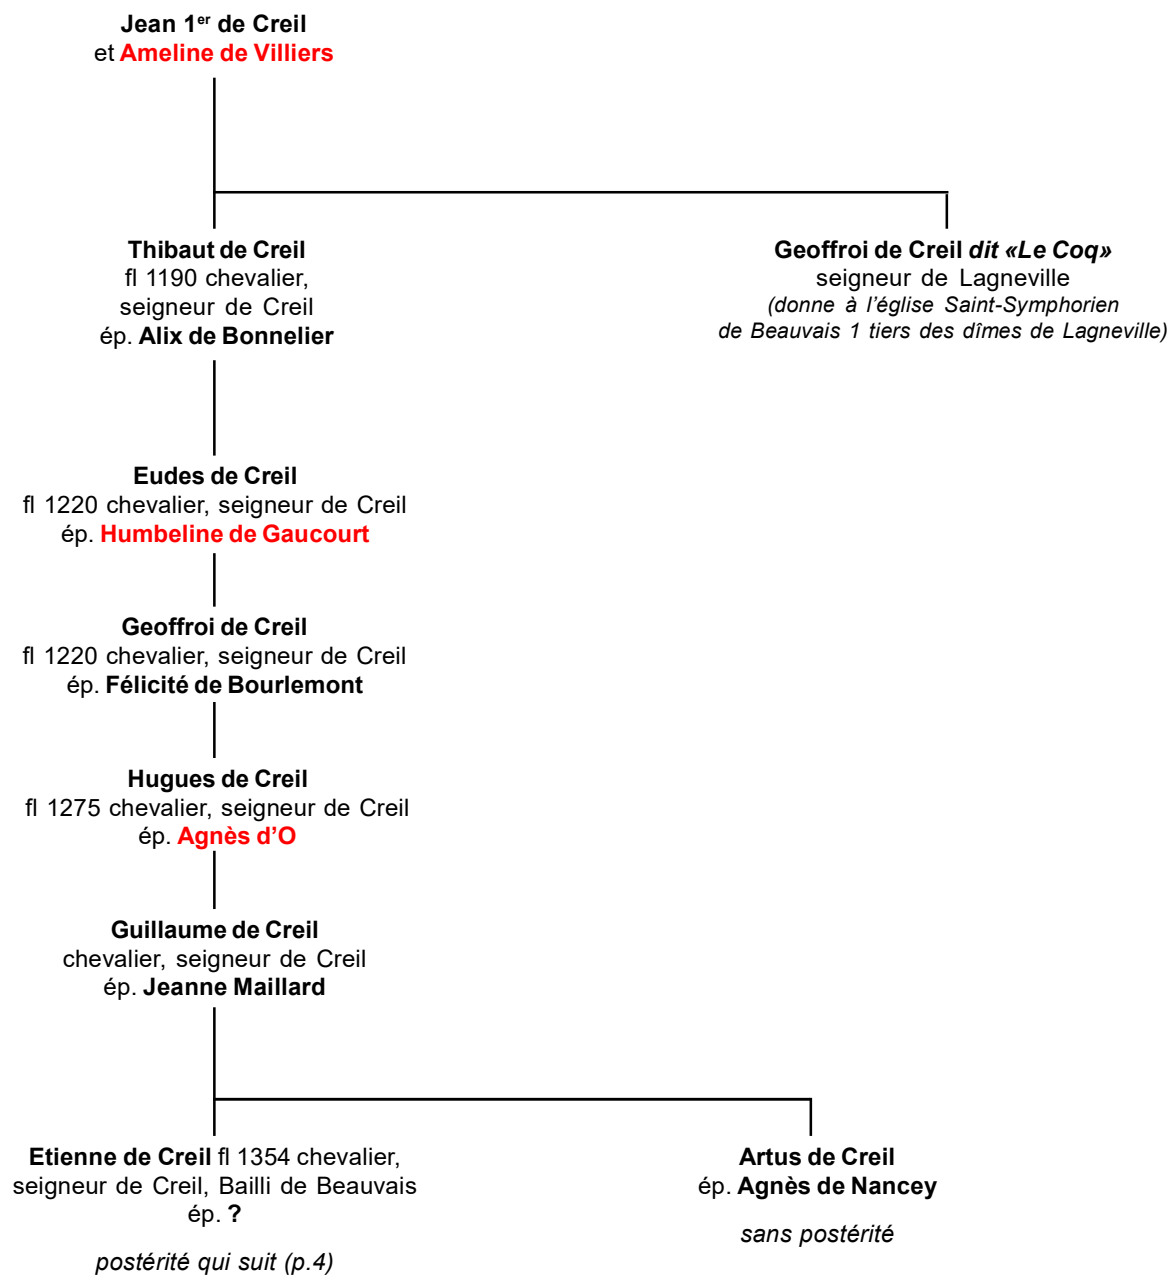 Jean 1er de Creil
et Ameline de Villiers
Thibaut de Creil
fl 1190 chevalier,
seigneur de Creil
ép. Alix de Bonnelier
Geoffroi de Creil dit «Le Coq»
seigneur de Lagneville
(donne à l’église Saint-Symphorien
de Beauvais 1 tiers des dîmes de Lagneville)
Eudes de Creil
fl 1220 chevalier, seigneur de Creil
ép. Humbeline de Gaucourt
Geoffroi de Creil
fl 1220 chevalier, seigneur de Creil
ép. Félicité de Bourlemont
Hugues de Creil
fl 1275 chevalier, seigneur de Creil
ép. Agnès d’O
Guillaume de Creil
chevalier, seigneur de Creil
ép. Jeanne Maillard
Etienne de Creil fl 1354 chevalier,
seigneur de Creil, Bailli de Beauvais
ép. ?
postérité qui suit (p.4)
Artus de Creil
ép. Agnès de Nancey
sans postérité